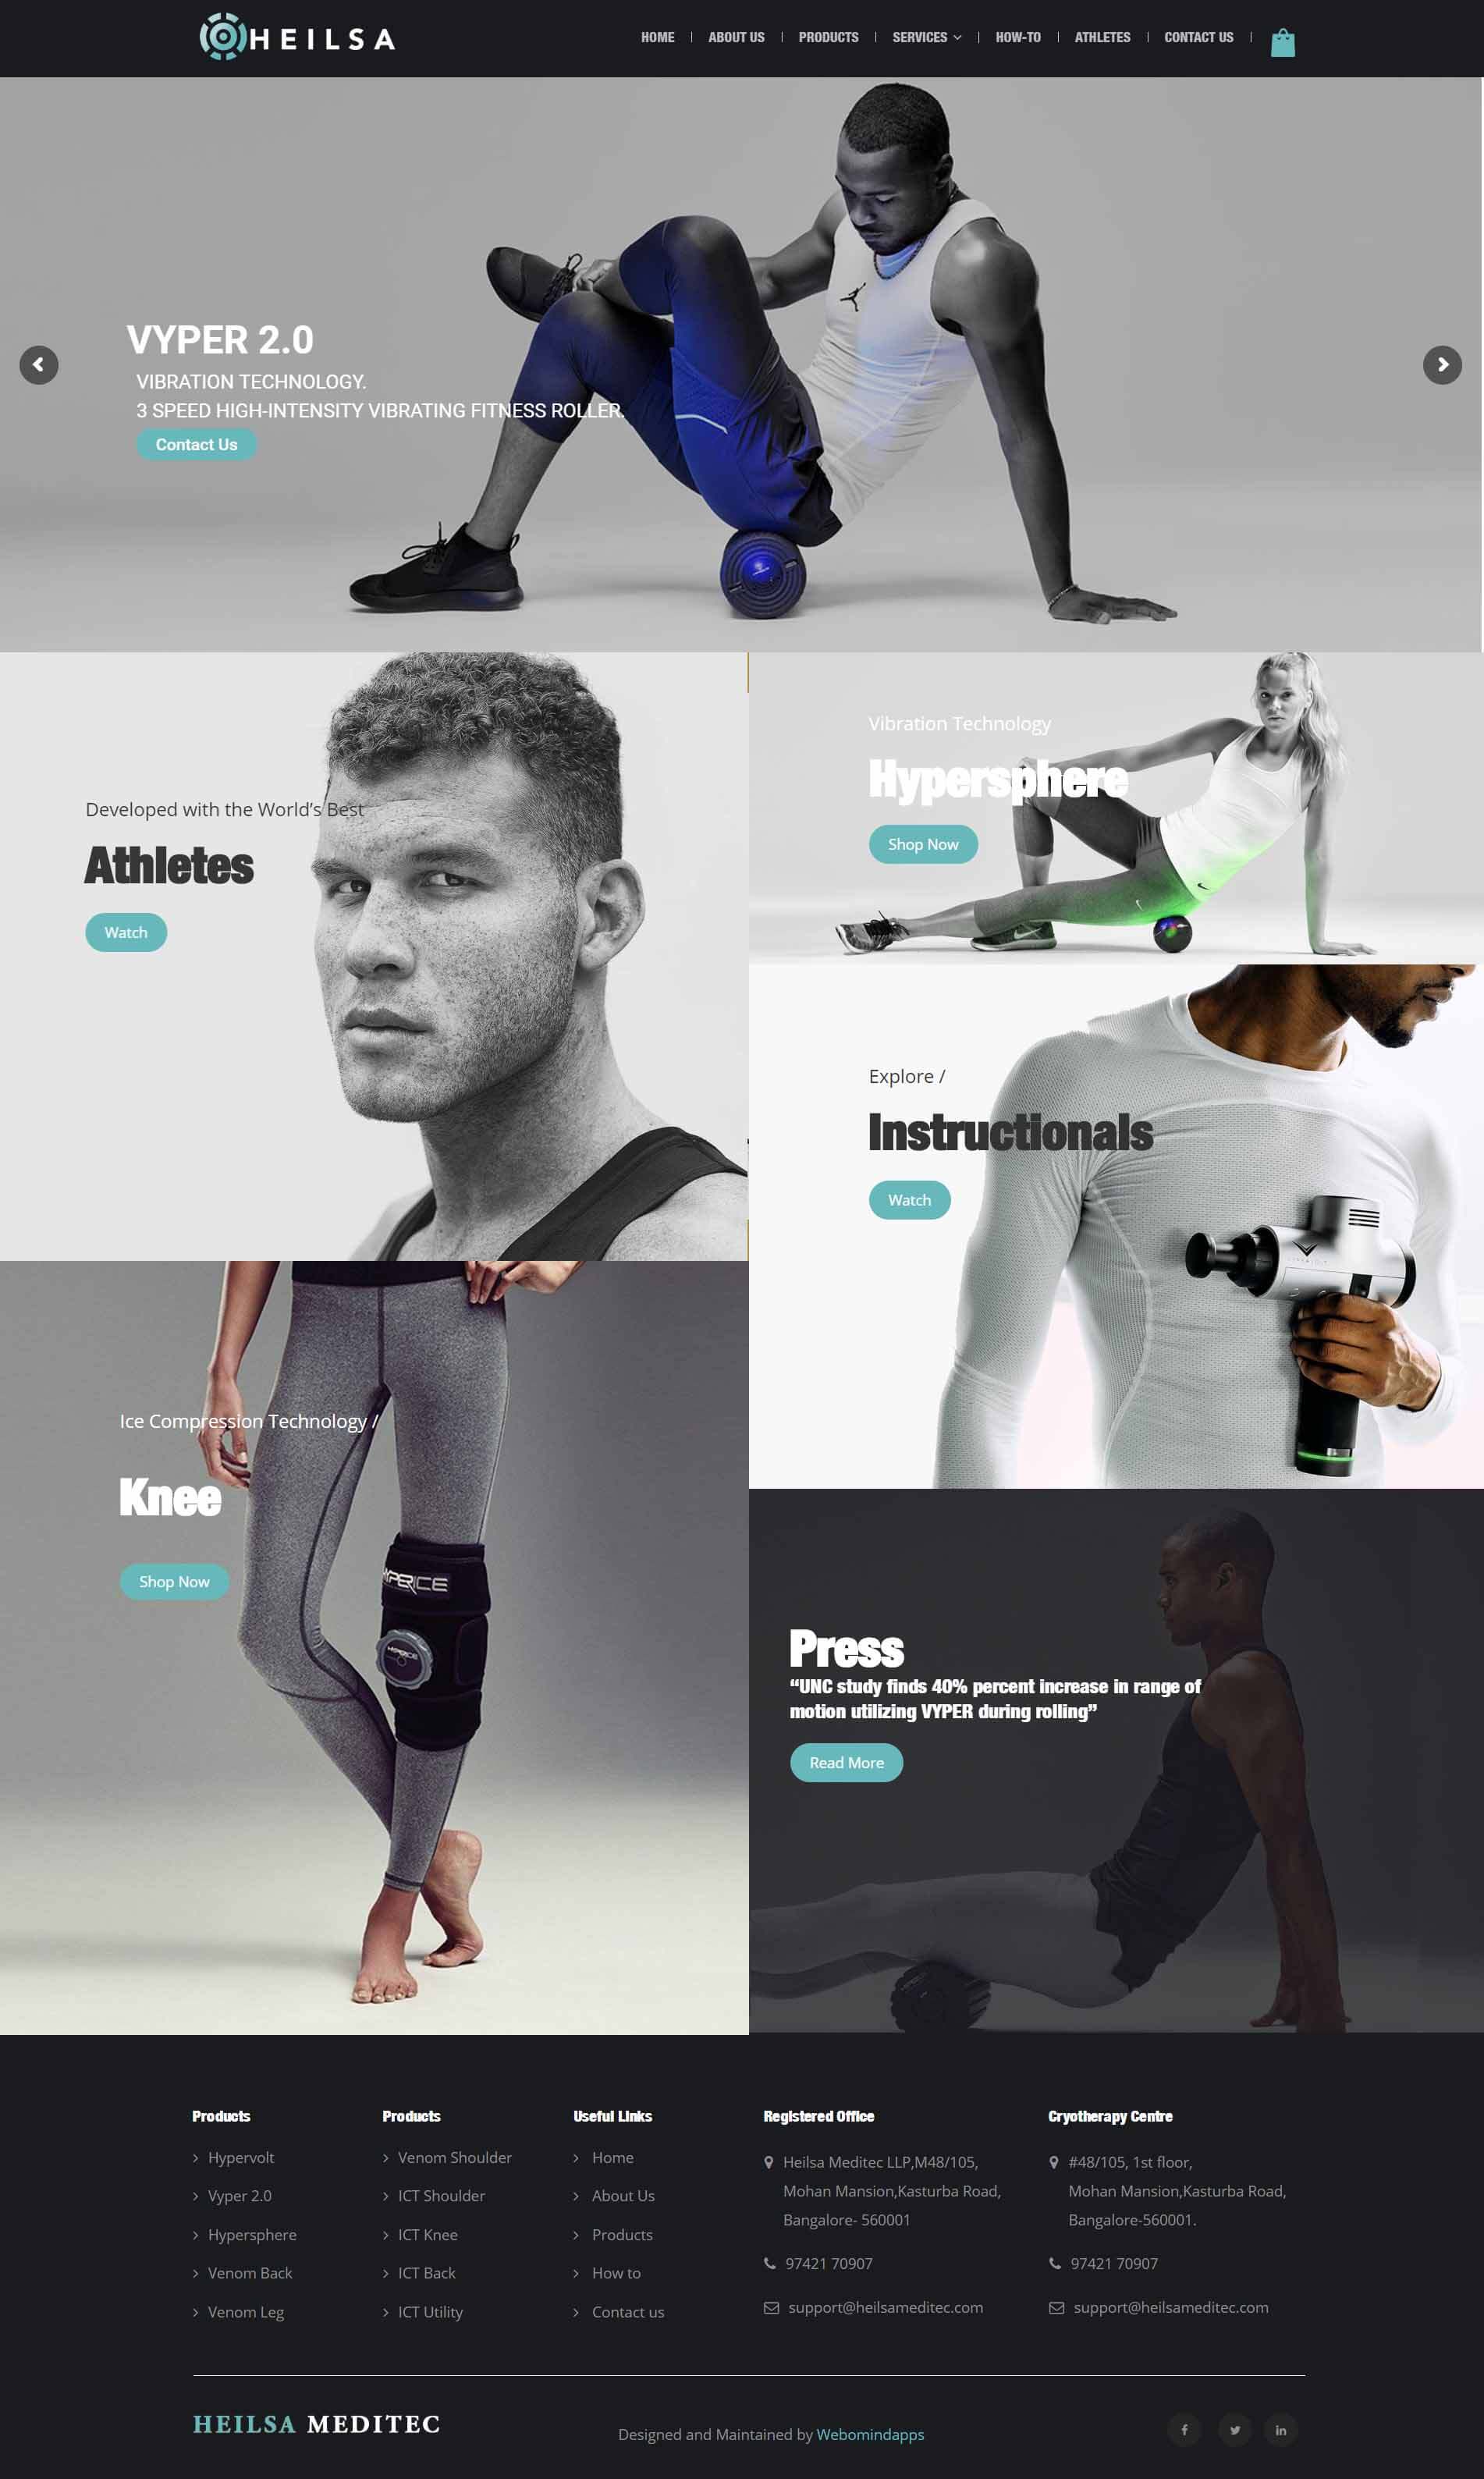 HEILSA
HOME
ABOUT US
PRODUCTS
SERVICES
HOW-TO
ATHLETES
CONTACT US
VYPER 2.0
VIBRATION TECHNOLOGY.
3 SPEED HIGH-INTENSITY VIBRATING FITNESS ROLLER.
Contact Us
Developed with the World's Best
Athletes
Watch
Vibration Technology
Hypersphere
Shop Now
Explore /
Instructionals
Watch
Ice Compression Technology /
Knee
Shop Now
HYPERICE
HYPERICE
Press
“UNC study finds 40% percent increase in range of
motion utilizing VYPER during rolling”
Read More
Products
Hypervolt
Vyper 2.0
Hypersphere
Venom Back
Venom Leg
Products
Venom Shoulder
ICT Shoulder
ICT Knee
ICT Back
ICT Utility
Useful Links
Home
About Us
Products
How to
Contact us
Registered Office
Heilsa Meditec LLP,M48/105,
Mohan Mansion,Kasturba Road,
Bangalore- 560001
97421 70907
support@heilsameditec.com
Cryotherapy Centre
#48/105, 1st floor,
Mohan Mansion,Kasturba Road,
Bangalore-560001.
97421 70907
support@heilsameditec.com
HEILSA MEDITEC
Designed and Maintained by Webomindapps